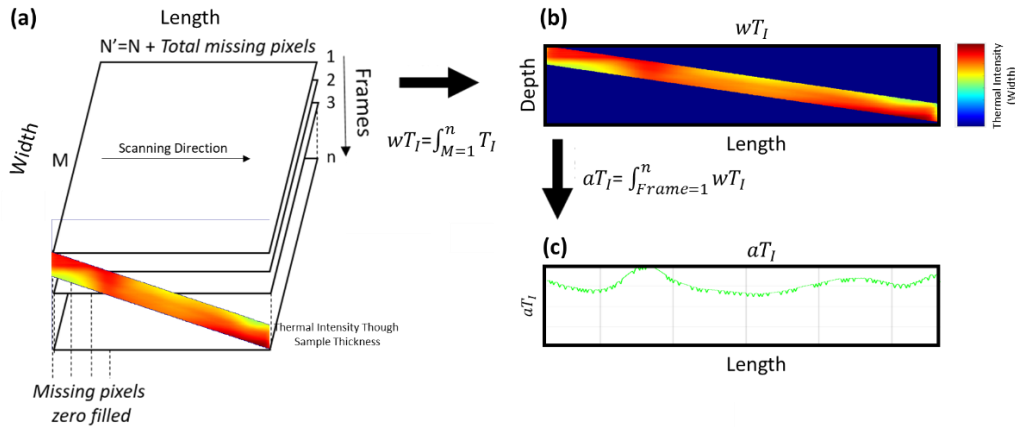 (a)
Length
N’=N + Total missing pixels
1
2
3
n
Frames
Width
M
Scanning Direction
Thermal Intensity Though
Sample Thickness
Missing pixels
zero filled
wT_I= ∫_{M=1}^{n} T_I
(b)
wT_I
Depth
Length
Thermal Intensity
(Width)
aT_I= ∫_{Frame=1}^{n} wT_I
(c)
aT_I
aT_I
Length